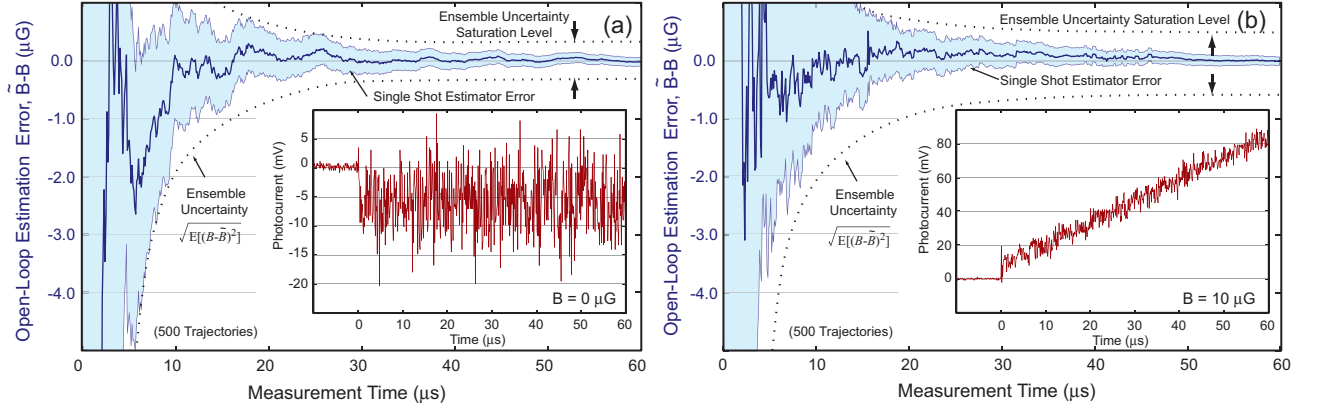 Open-Loop Estimation Error, B̃-B (μG)
0.0
-1.0
-2.0
-3.0
-4.0
0
10
20
30
40
50
60
Measurement Time (μs)
(a)
Ensemble Uncertainty
Saturation Level
Single Shot Estimator Error
Ensemble
Uncertainty
√E[(B-B̃)²]
(500 Trajectories)
Photocurrent (mV)
5
0
-5
-10
-15
-20
B = 0 μG
0
10
20
30
40
50
60
Time (μs)
Open-Loop Estimation Error, B̃-B (μG)
0.0
-1.0
-2.0
-3.0
-4.0
0
10
20
30
40
50
60
Measurement Time (μs)
(b)
Ensemble Uncertainty Saturation Level
Single Shot Estimator Error
Ensemble
Uncertainty
√E[(B-B̃)²]
(500 Trajectories)
Photocurrent (mV)
80
60
40
20
0
B = 10 μG
0
10
20
30
40
50
60
Time (μs)